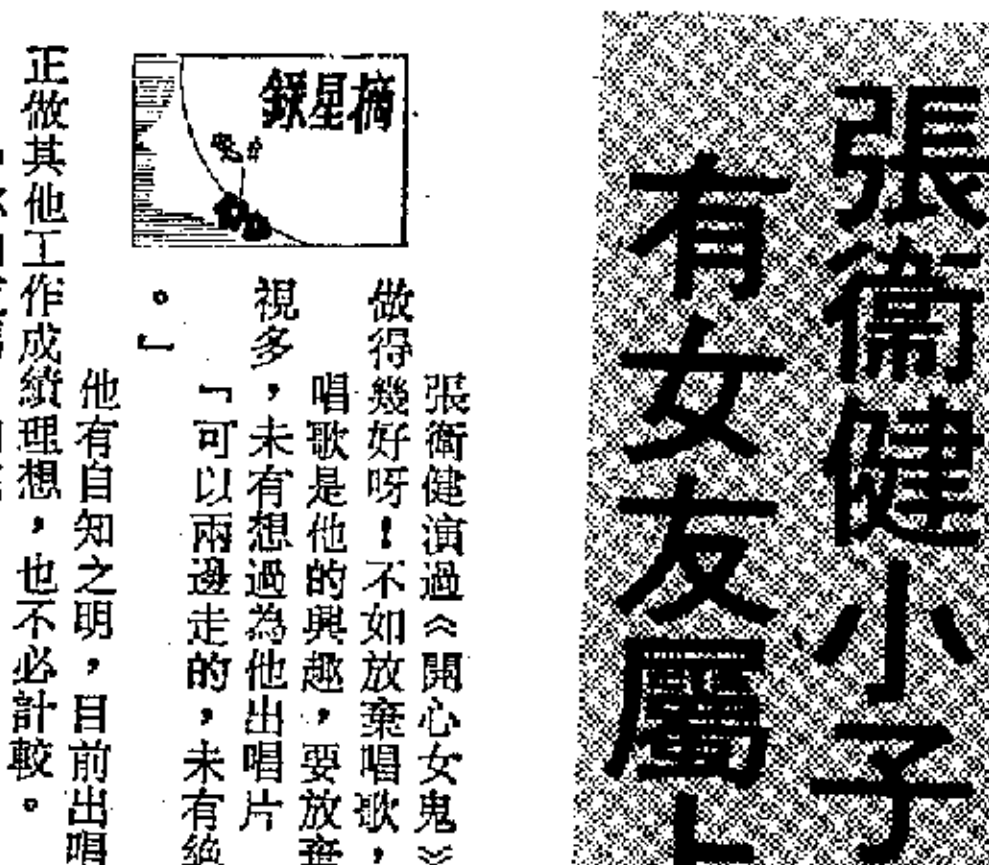 張衞健小子
有女友屬
摘星錄
張衞健演過《開心女鬼》
做得幾好呀！不如放棄唱歌，
唱歌是他的興趣，要放棄
視多，未有想過為他出唱片
「可以兩邊走的，未有絶
。」
他有自知之明，目前出唱
正做其他工作成績理想，也不必計較。